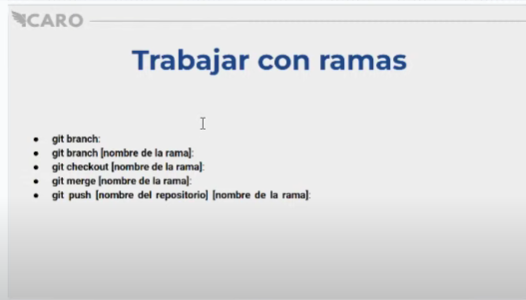 ICARO
Trabajar con ramas
git branch:
git branch [nombre de la rama]:
git checkout [nombre de la rama]:
git merge [nombre de la rama]:
git push [nombre del repositorio] [nombre de la rama]: